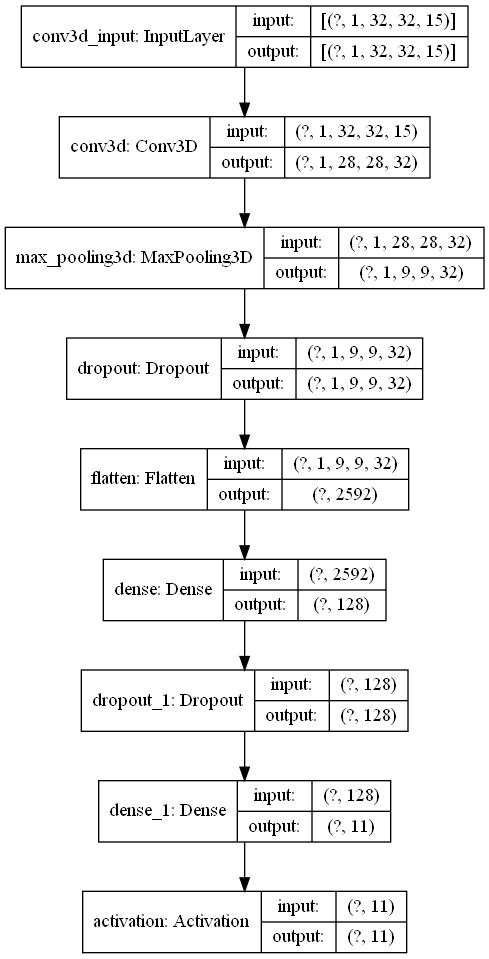 conv3d_input: InputLayer
input: [(?, 1, 32, 32, 15)]
output: [(?, 1, 32, 32, 15)]
conv3d: Conv3D
input: (?, 1, 32, 32, 15)
output: (?, 1, 28, 28, 32)
max_pooling3d: MaxPooling3D
input: (?, 1, 28, 28, 32)
output: (?, 1, 9, 9, 32)
dropout: Dropout
input: (?, 1, 9, 9, 32)
output: (?, 1, 9, 9, 32)
flatten: Flatten
input: (?, 1, 9, 9, 32)
output: (?, 2592)
dense: Dense
input: (?, 2592)
output: (?, 128)
dropout_1: Dropout
input: (?, 128)
output: (?, 128)
dense_1: Dense
input: (?, 128)
output: (?, 11)
activation: Activation
input: (?, 11)
output: (?, 11)